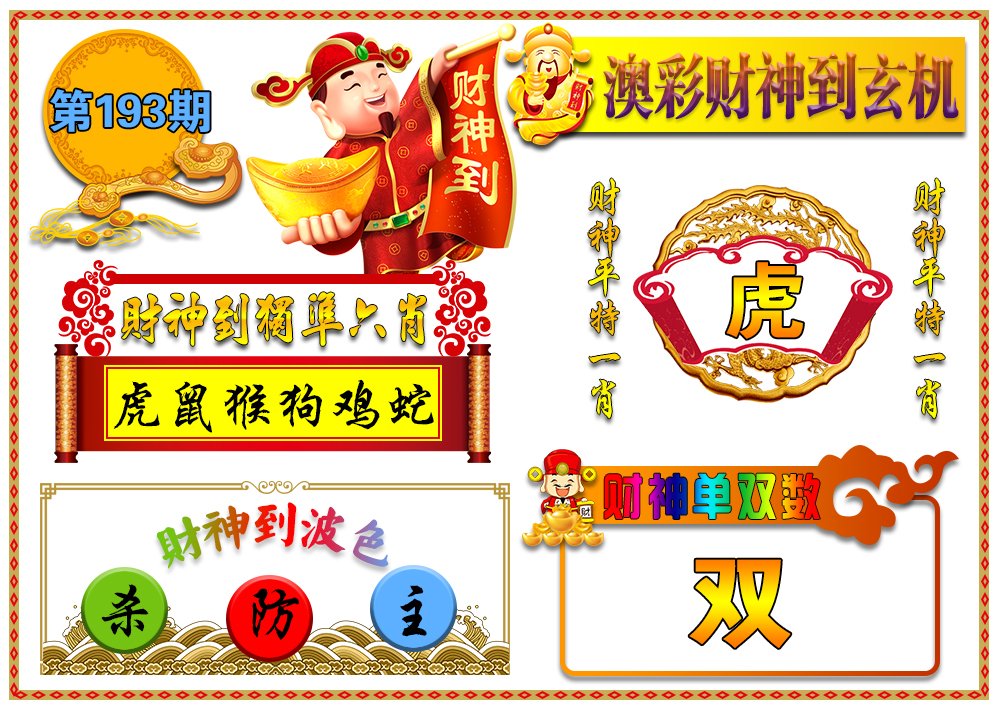 第193期
财神到
澳彩财神到玄机
财神平特一肖
虎
财神平特一肖
財神到獨準六肖
虎鼠猴狗鸡蛇
財神到波色
杀 防 主
财神单双数
双